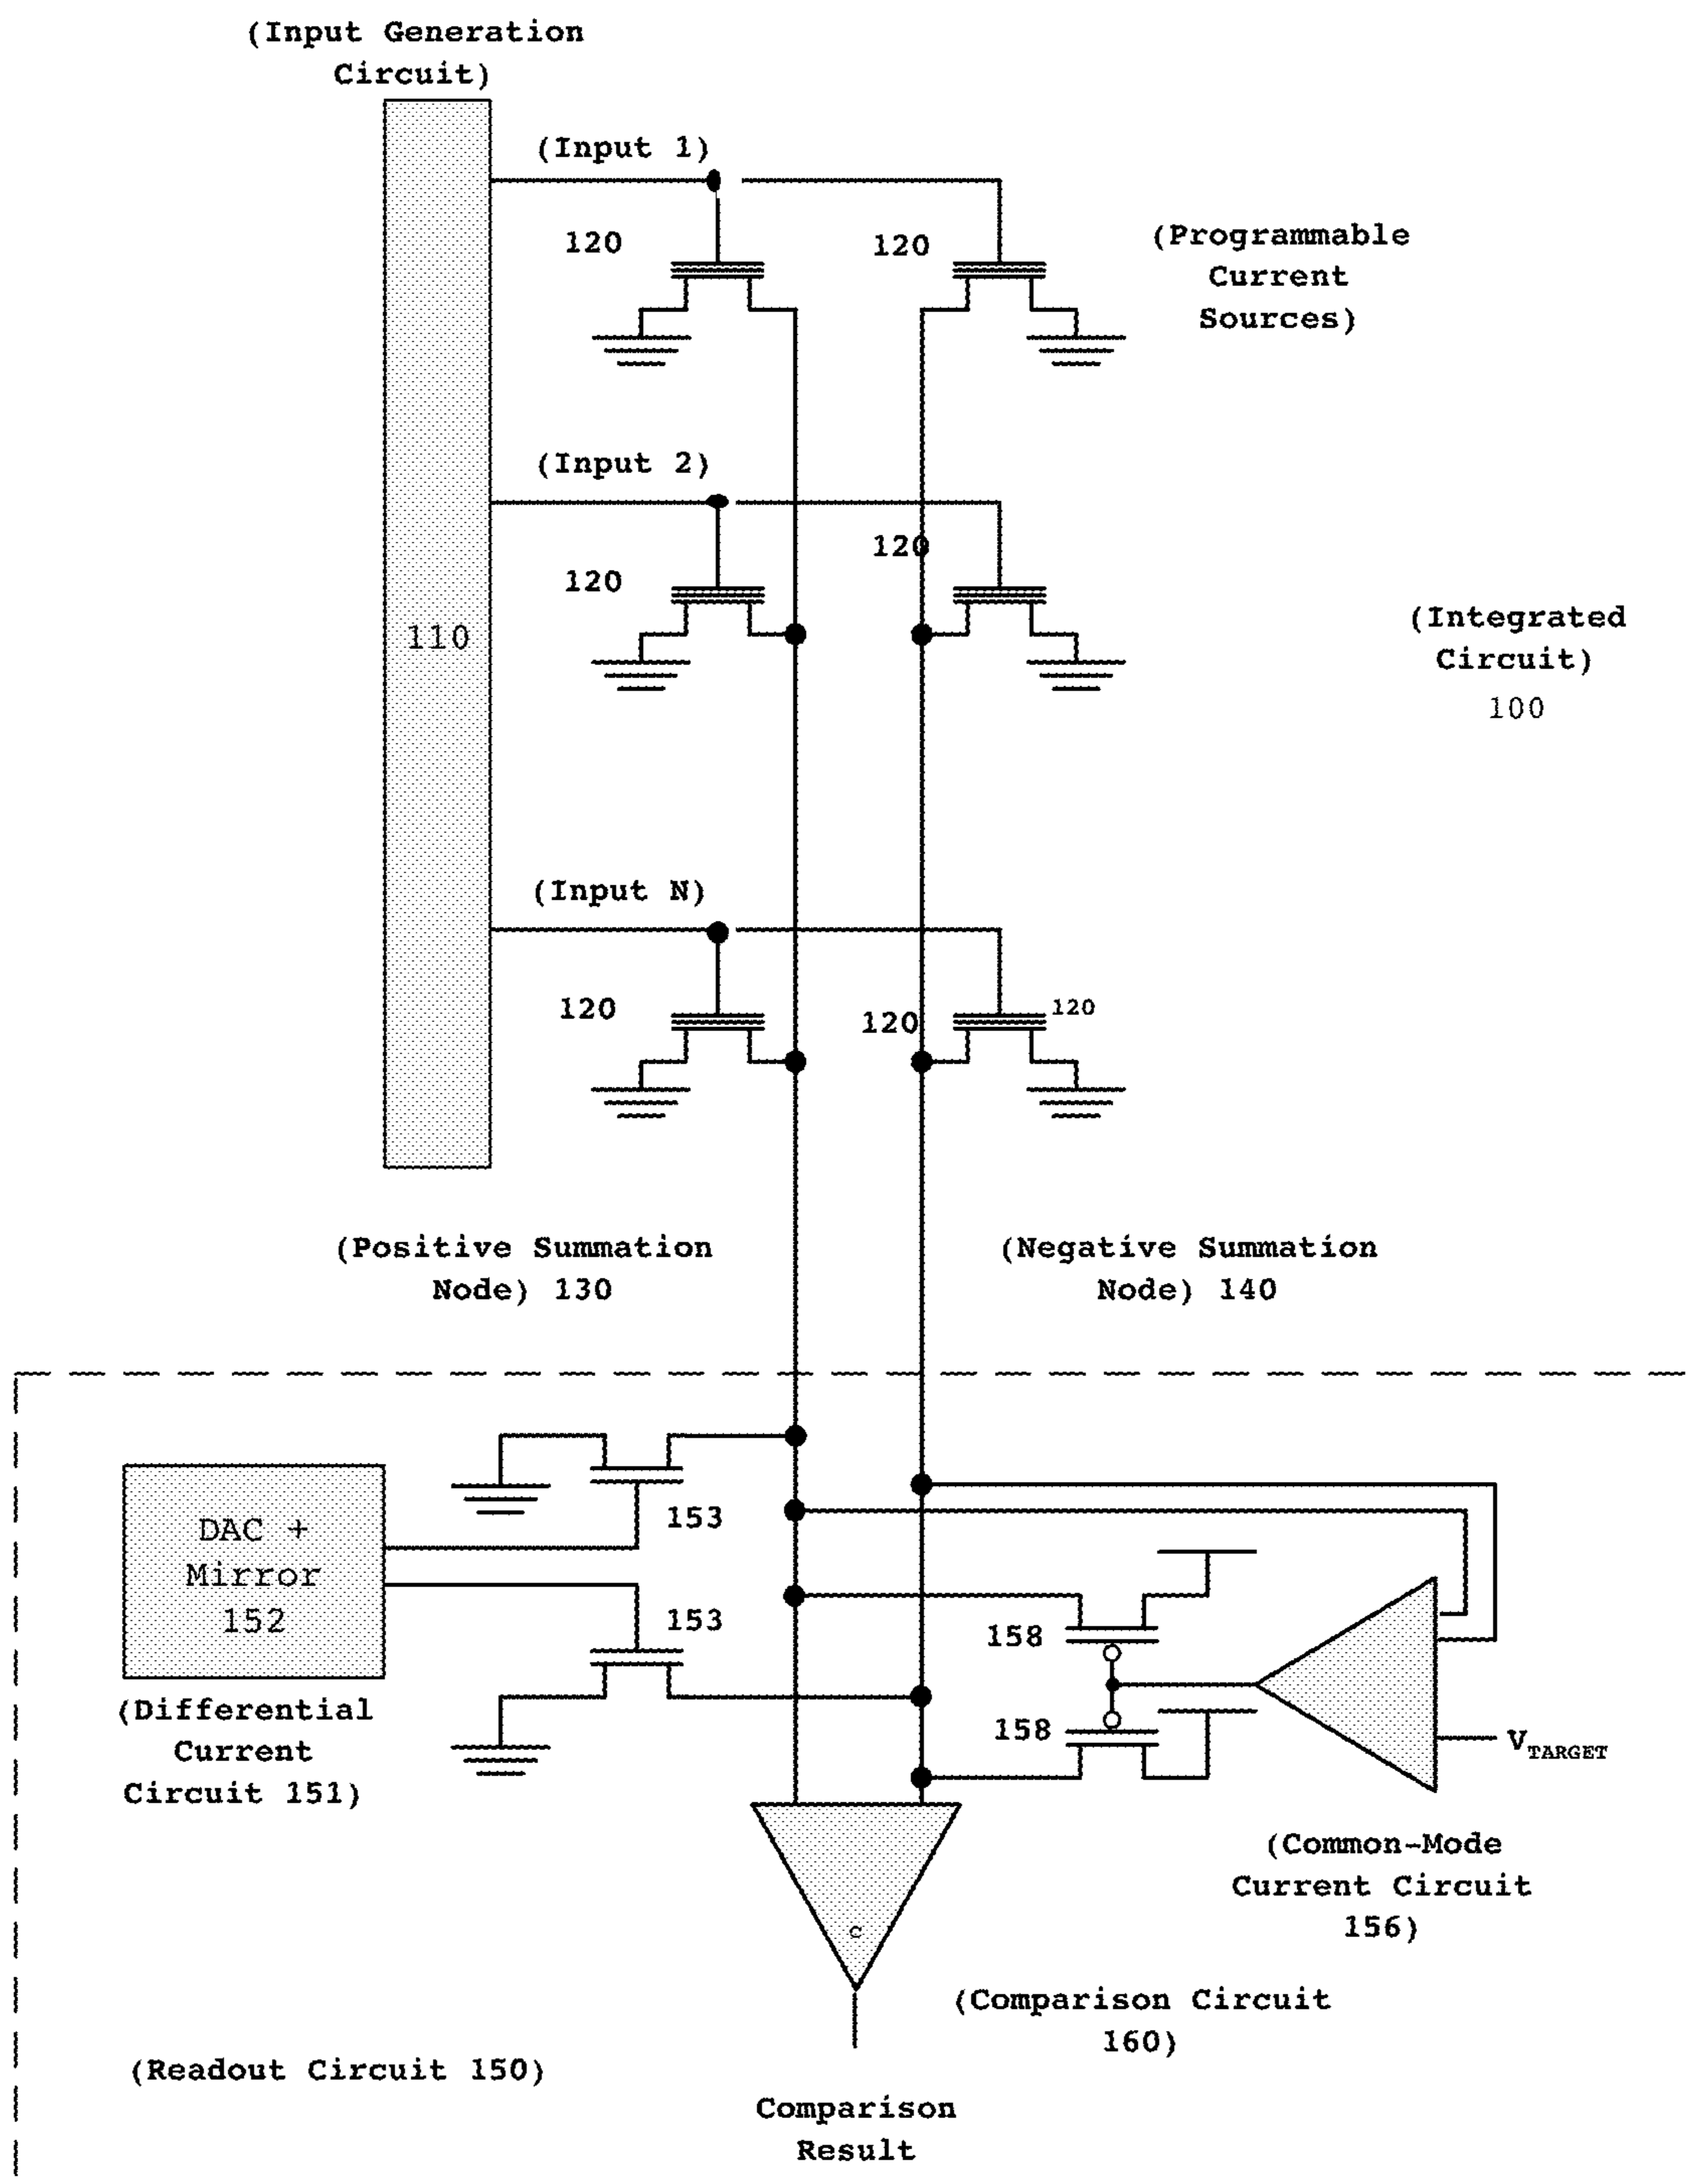 (Input Generation
Circuit)
(Input 1)
120
120
(Programmable
Current
Sources)
(Input 2)
120
120
110
(Integrated
Circuit)
100
(Input N)
120
120
120
(Positive Summation
Node) 130
(Negative Summation
Node) 140
DAC +
Mirror
152
153
153
(Differential
Current
Circuit 151)
158
158
VTARGET
(Common-Mode
Current Circuit
156)
C
(Comparison Circuit
160)
(Readout Circuit 150)
Comparison
Result